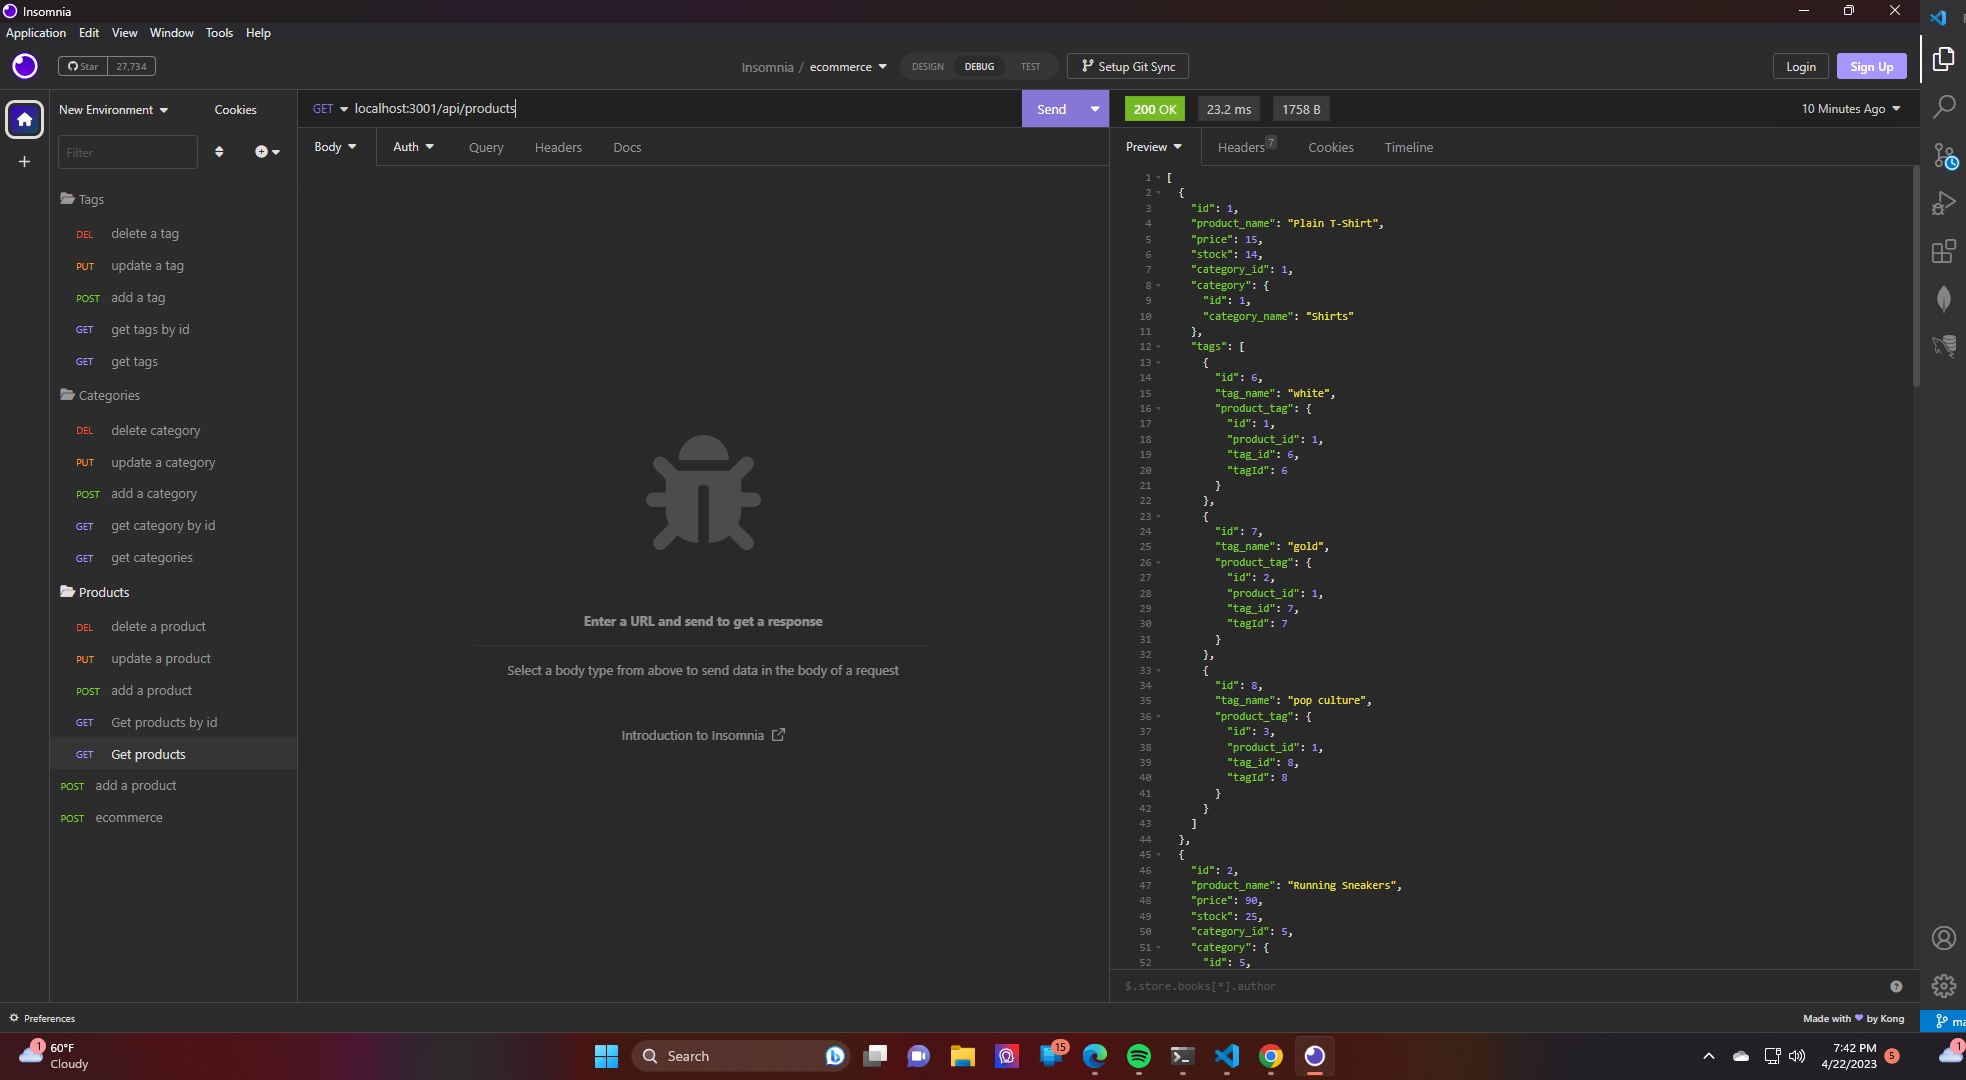 Insomnia
Application Edit View Window Tools Help
Star 27,734
Insomnia / ecommerce
DESIGN DEBUG TEST
Setup Git Sync
Login
Sign Up
New Environment
Cookies
GET localhost:3001/api/products
Send
200 OK 23.2 ms 1758 B
10 Minutes Ago
Filter
Body Auth Query Headers Docs
Preview Headers 7 Cookies Timeline
Tags
DEL delete a tag
PUT update a tag
POST add a tag
GET get tags by id
GET get tags
Categories
DEL delete category
PUT update a category
POST add a category
GET get category by id
GET get categories
Products
DEL delete a product
PUT update a product
POST add a product
GET Get products by id
GET Get products
POST add a product
POST ecommerce
Enter a URL and send to get a response
Select a body type from above to send data in the body of a request
Introduction to Insomnia
1 [
2 {
3 "id": 1,
4 "product_name": "Plain T-Shirt",
5 "price": 15,
6 "stock": 14,
7 "category_id": 1,
8 "category": {
9 "id": 1,
10 "category_name": "Shirts"
11 },
12 "tags": [
13 {
14 "id": 6,
15 "tag_name": "white",
16 "product_tag": {
17 "id": 1,
18 "product_id": 1,
19 "tag_id": 6,
20 "tagId": 6
21 }
22 },
23 {
24 "id": 7,
25 "tag_name": "gold",
26 "product_tag": {
27 "id": 2,
28 "product_id": 1,
29 "tag_id": 7,
30 "tagId": 7
31 }
32 },
33 {
34 "id": 8,
35 "tag_name": "pop culture",
36 "product_tag": {
37 "id": 3,
38 "product_id": 1,
39 "tag_id": 8,
40 "tagId": 8
41 }
42 }
43 ]
44 },
45 {
46 "id": 2,
47 "product_name": "Running Sneakers",
48 "price": 90,
49 "stock": 25,
50 "category_id": 5,
51 "category": {
52 "id": 5,
$.store.books[*].author
Preferences
Made with by Kong
ma
1
60°F
Cloudy
Search
15
7:42 PM
4/22/2023
5
1